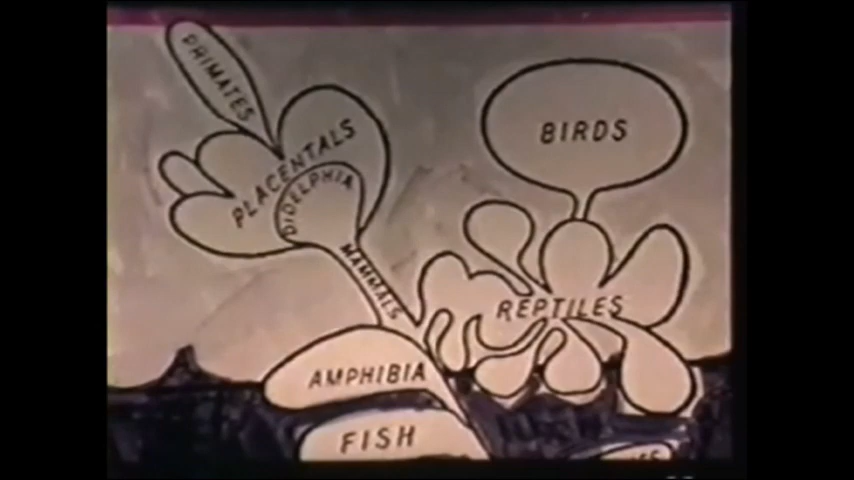 PRIMATES
PLACENTALS
DIDELPHIA
MAMMALS
BIRDS
REPTILES
AMPHIBIA
FISH